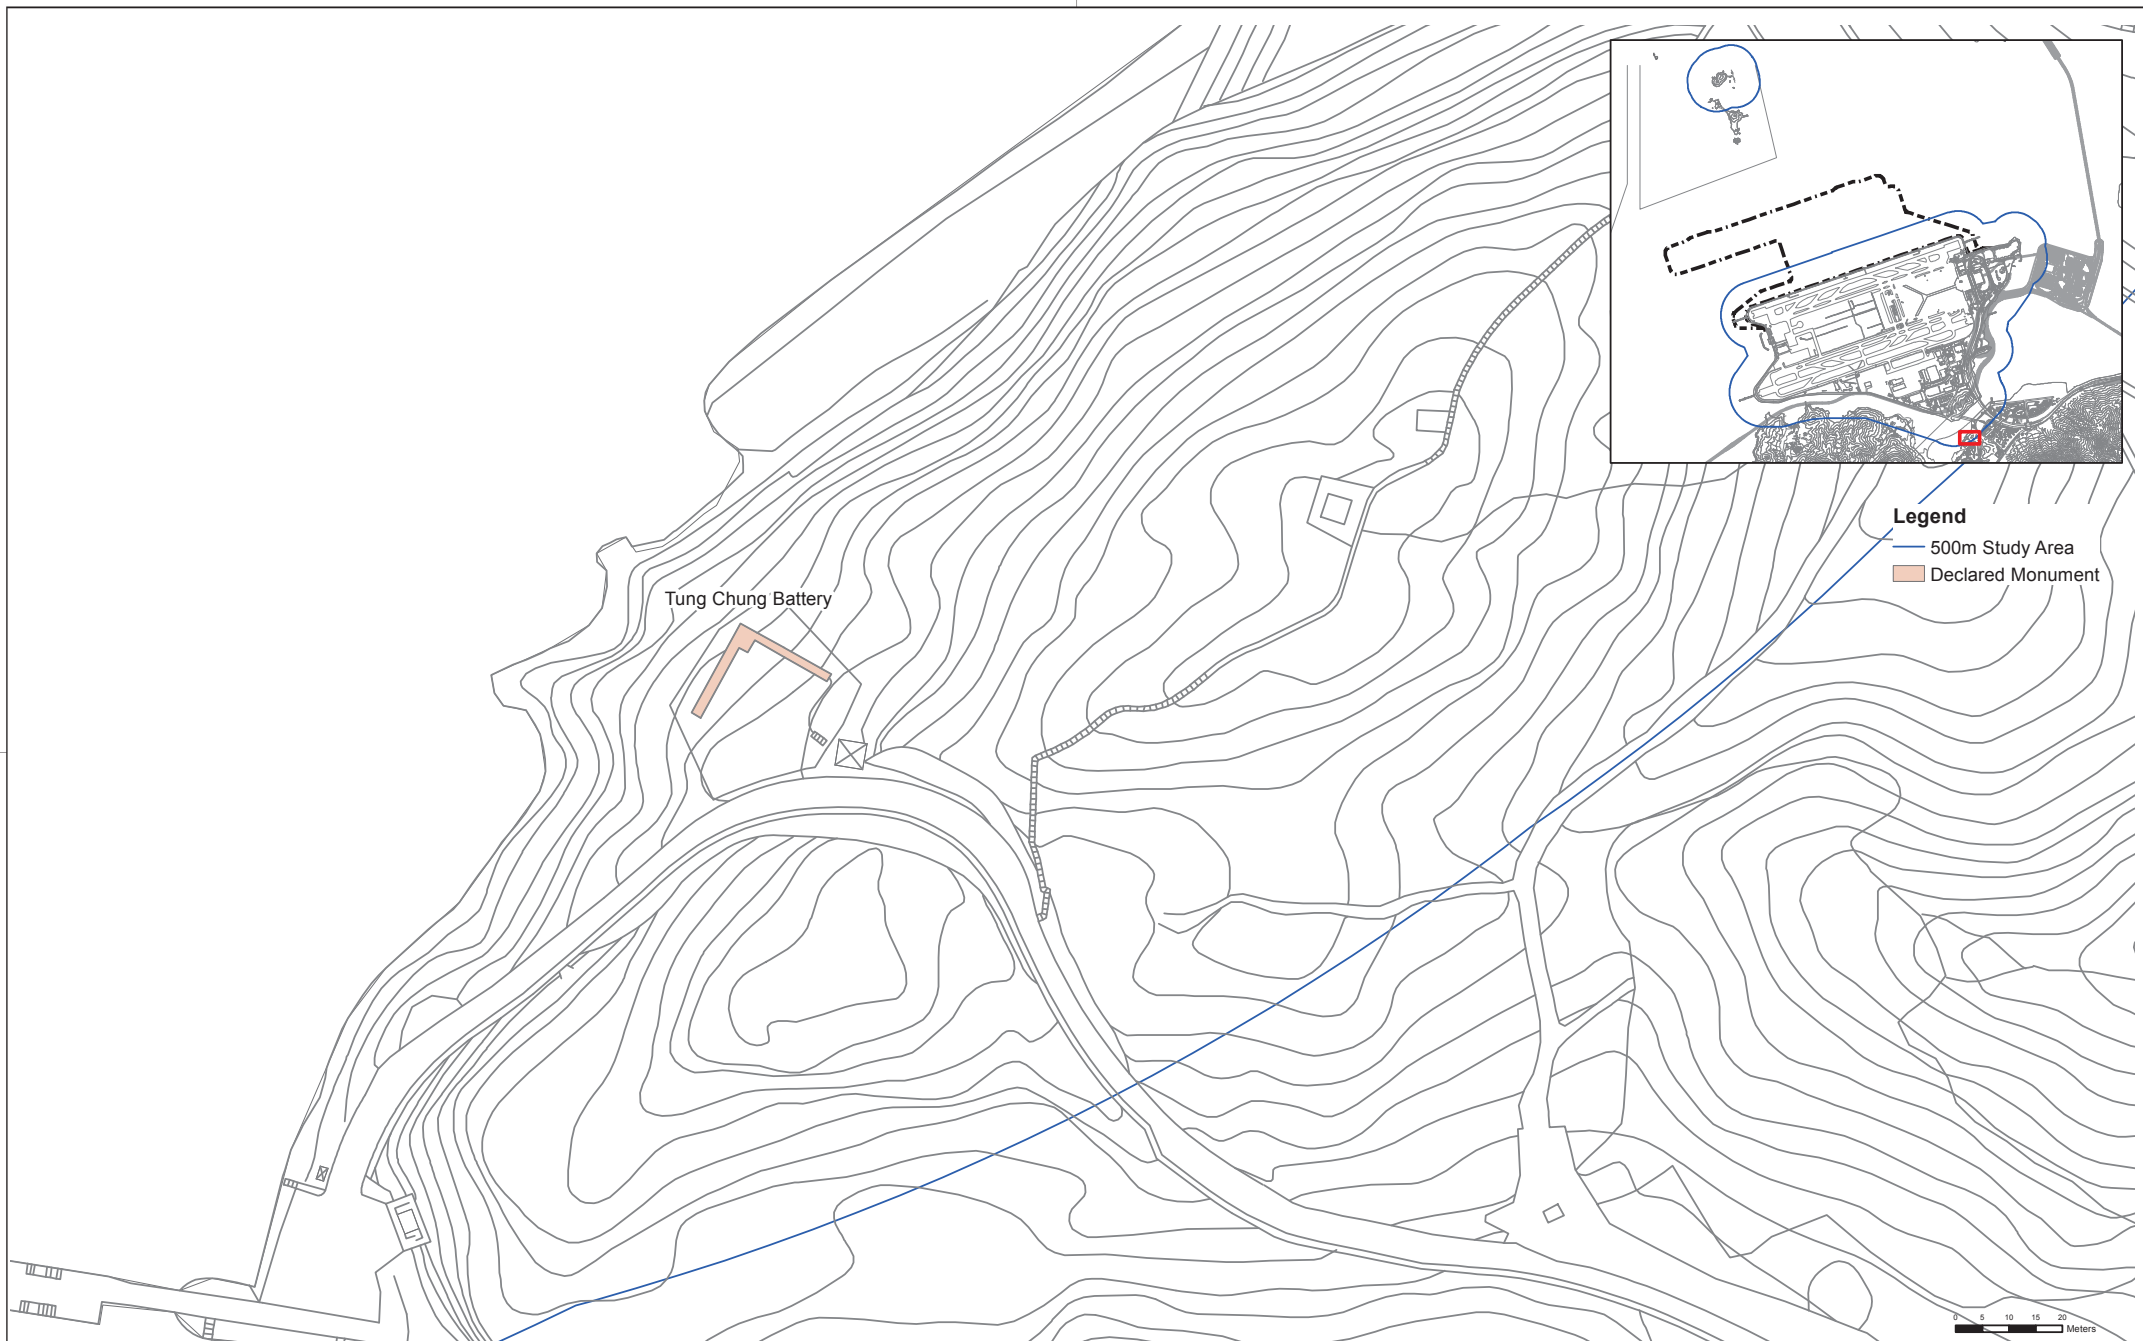 Tung Chung Battery
Legend
500m Study Area
Declared Monument
0 5 10 15 20
Meters